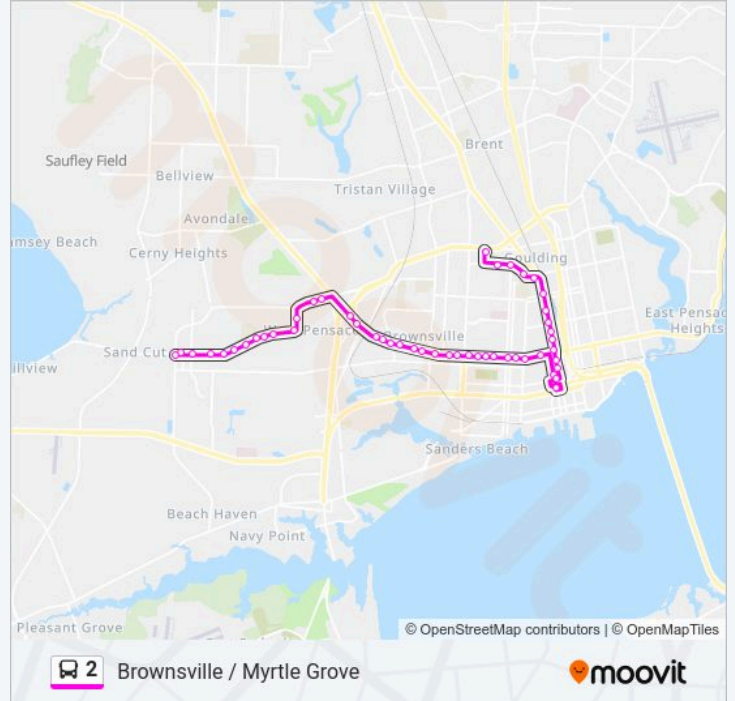 Brent
Saufley Field
Bellview
Tristan Village
Avondale
amsey Beach
Cerny Heights
Goulding
East Pensac
Heights
Pensac
Brownsville
Sand Cut
llview
Sanders Beach
Beach Haven
Navy Point
Pleasant Grove
© OpenStreetMap contributors | © OpenMapTiles
2 Brownsville / Myrtle Grove
moovit